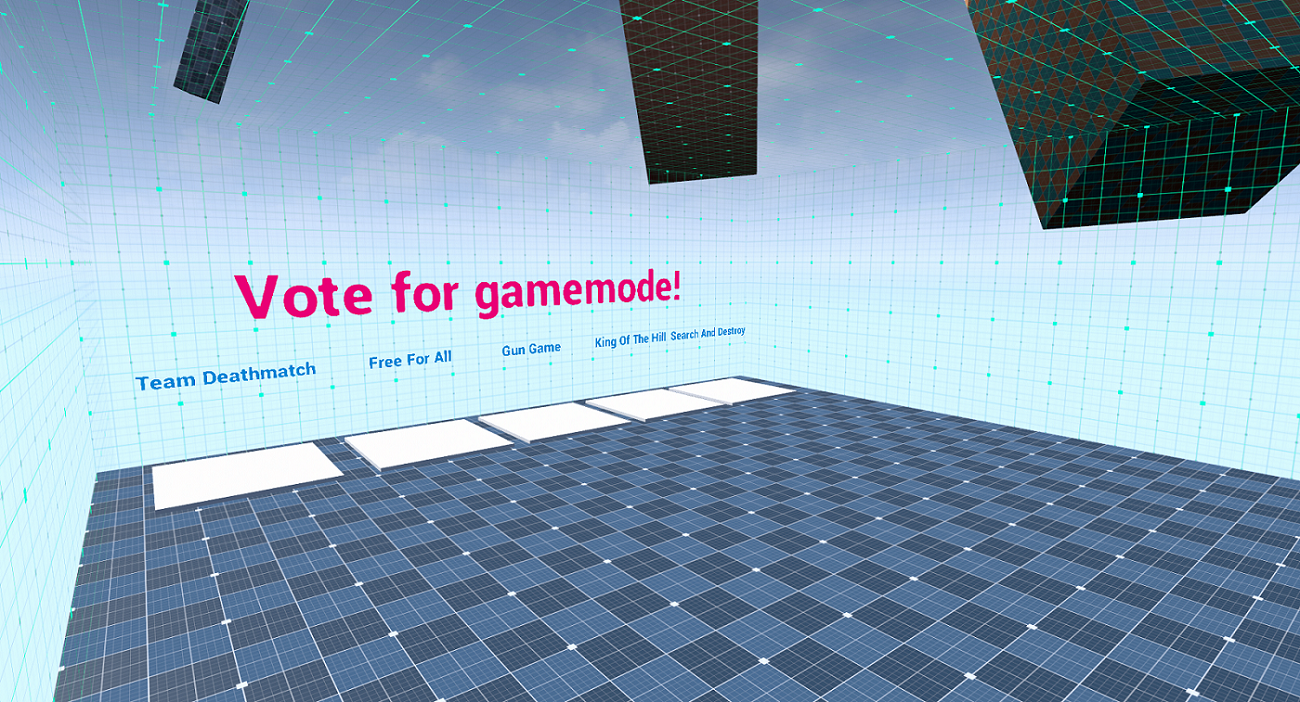 Vote for gamemode!
Team Deathmatch
Free For All
Gun Game
King Of The Hill
Search And Destroy